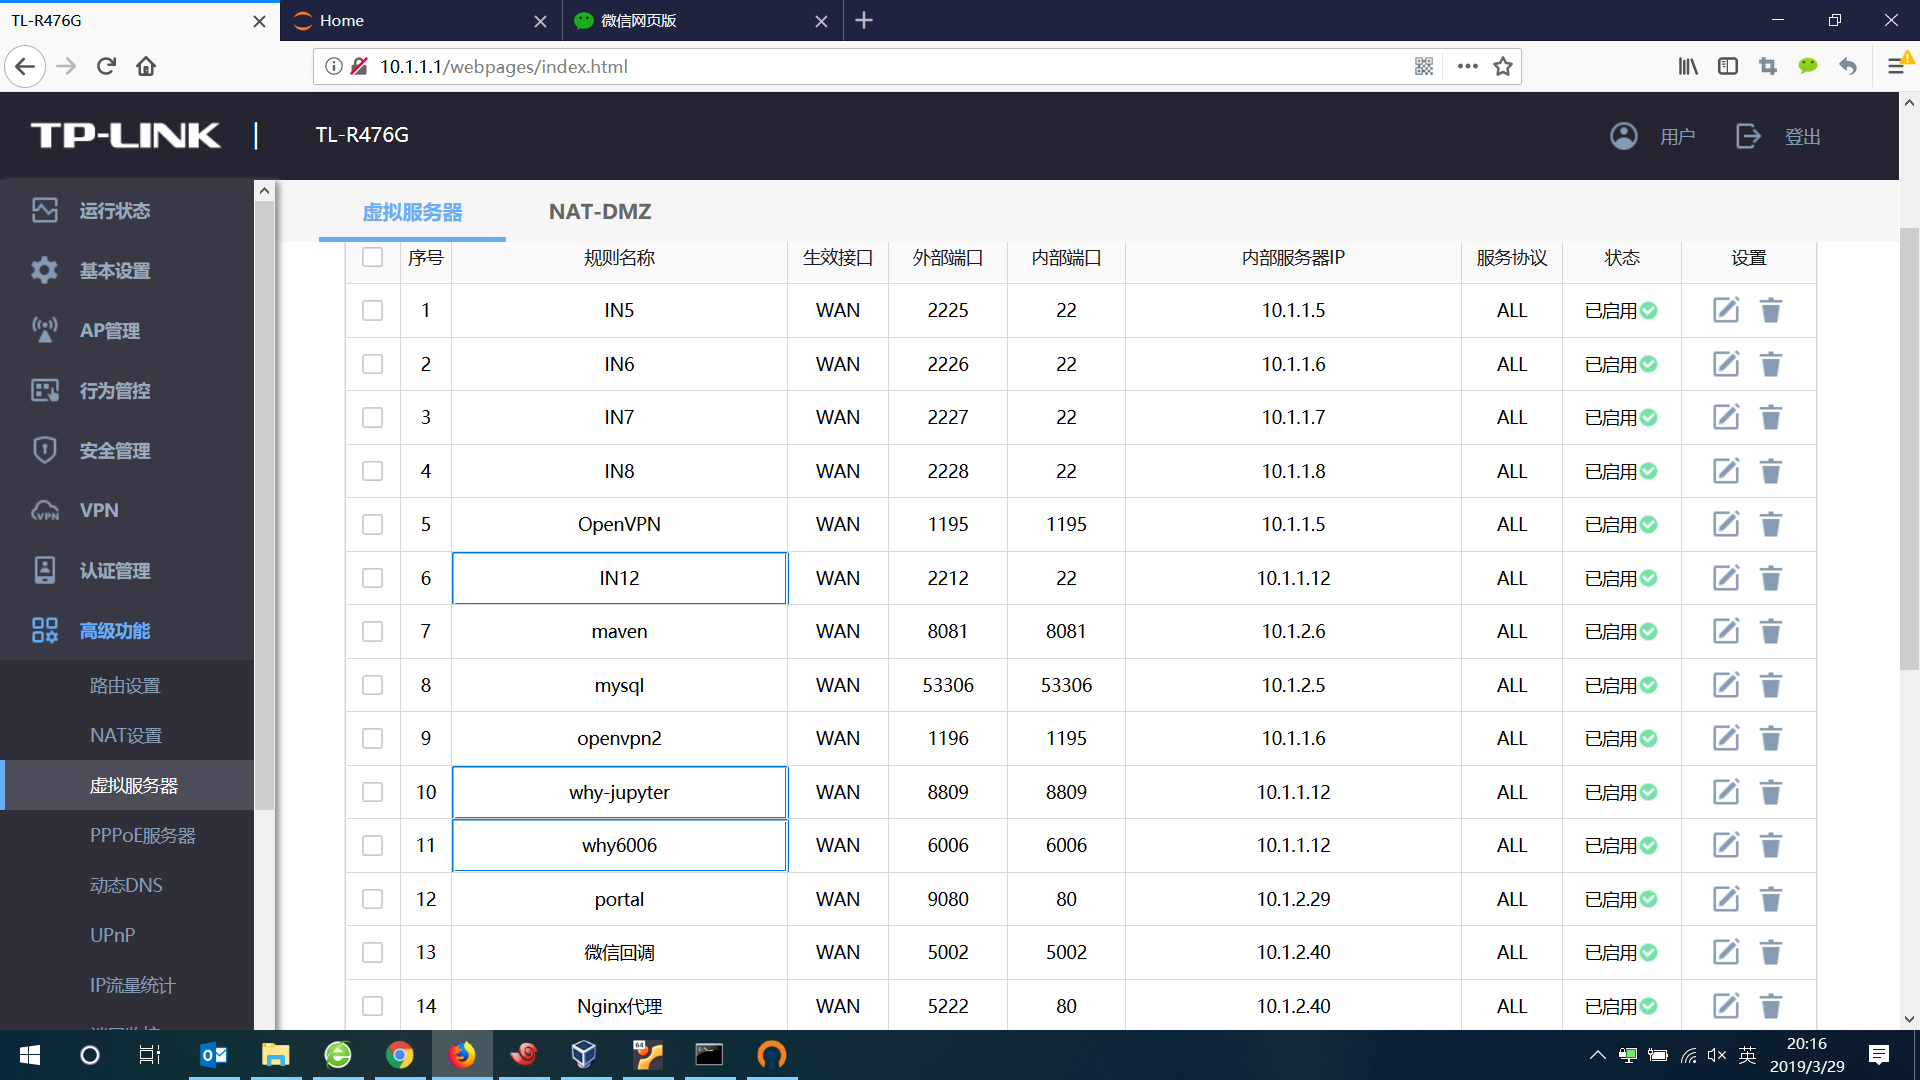 TL-R476G
Home
微信网页版
10.1.1.1/webpages/index.html
TP-LINK | TL-R476G
用户 登出
运行状态
基本设置
AP管理
行为管控
安全管理
VPN
认证管理
高级功能
路由设置
NAT设置
虚拟服务器
PPPoE服务器
动态DNS
UPnP
IP流量统计
虚拟服务器 NAT-DMZ
序号 规则名称 生效接口 外部端口 内部端口 内部服务器IP 服务协议 状态 设置
1 IN5 WAN 2225 22 10.1.1.5 ALL 已启用
2 IN6 WAN 2226 22 10.1.1.6 ALL 已启用
3 IN7 WAN 2227 22 10.1.1.7 ALL 已启用
4 IN8 WAN 2228 22 10.1.1.8 ALL 已启用
5 OpenVPN WAN 1195 1195 10.1.1.5 ALL 已启用
6 IN12 WAN 2212 22 10.1.1.12 ALL 已启用
7 maven WAN 8081 8081 10.1.2.6 ALL 已启用
8 mysql WAN 53306 53306 10.1.2.5 ALL 已启用
9 openvpn2 WAN 1196 1195 10.1.1.6 ALL 已启用
10 why-jupyter WAN 8809 8809 10.1.1.12 ALL 已启用
11 why6006 WAN 6006 6006 10.1.1.12 ALL 已启用
12 portal WAN 9080 80 10.1.2.29 ALL 已启用
13 微信回调 WAN 5002 5002 10.1.2.40 ALL 已启用
14 Nginx代理 WAN 5222 80 10.1.2.40 ALL 已启用
英
20:16
2019/3/29